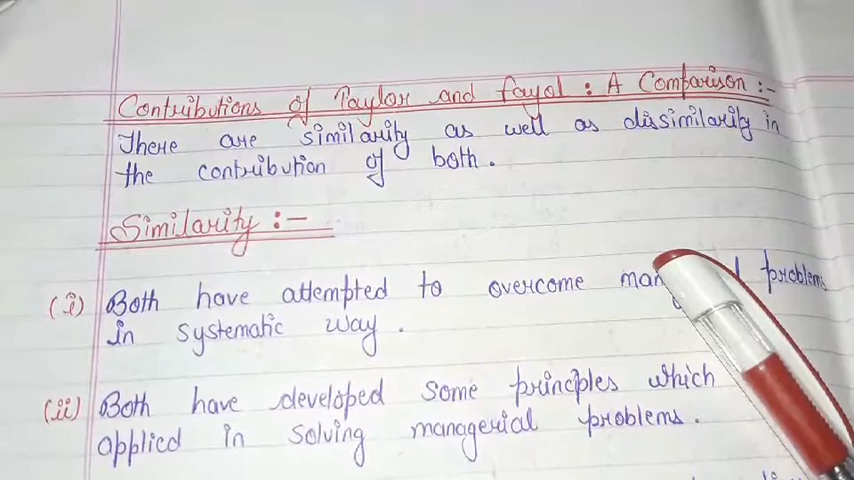 Contributions of Taylor and Fayol : A Comparison :-
There are similarity as well as dissimilarity in
the contribution of both.
Similarity :-
(i) Both have attempted to overcome problems
in systematic way.
(ii) Both have developed some principles which
applied in solving managerial problems.